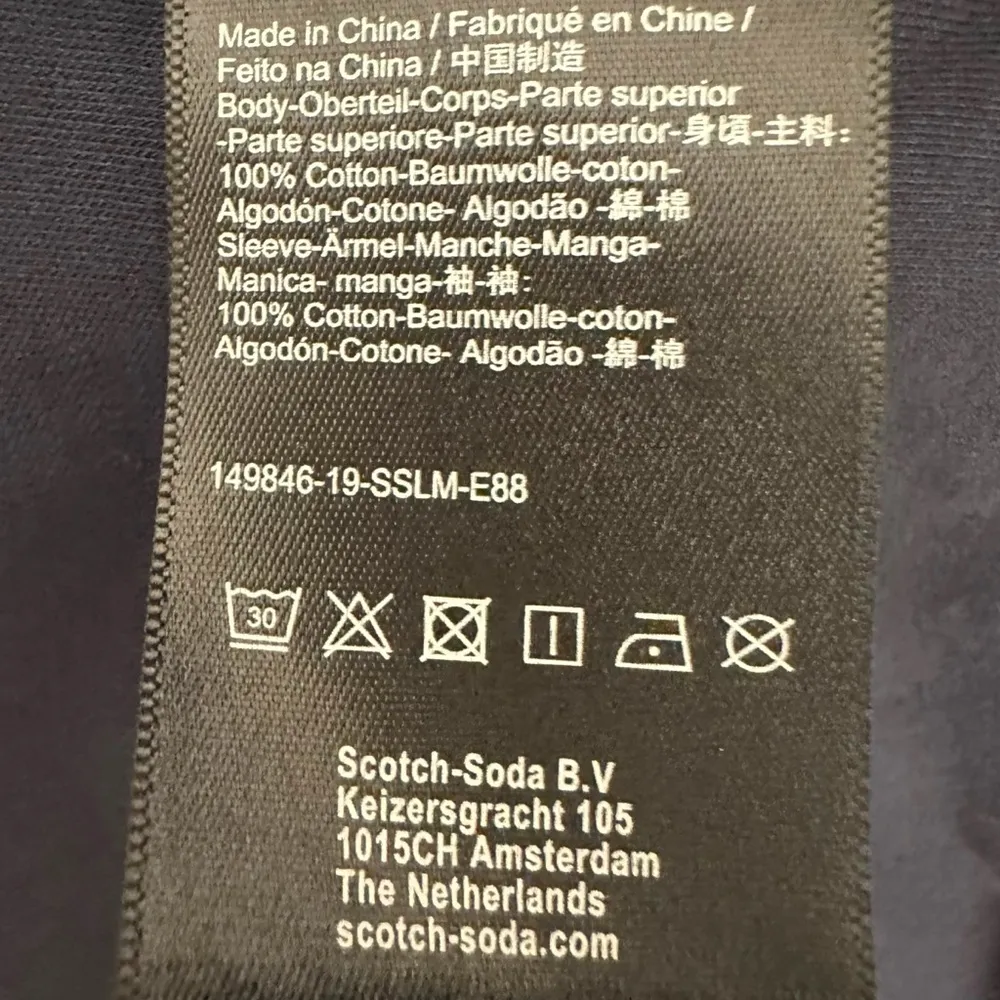 Made in China / Fabriqué en Chine /
Feito na China / 中国制造
Body-Oberteil-Corps-Parte superior
-Parte superiore-Parte superior-身頃-主料:
100% Cotton-Baumwolle-coton-
Algodón-Cotone- Algodão -綿-棉
Sleeve-Ärmel-Manche-Manga-
Manica- manga-袖-袖:
100% Cotton-Baumwolle-coton-
Algodón-Cotone- Algodão -綿-棉
149846-19-SSLM-E88
30
Scotch-Soda B.V
Keizersgracht 105
1015CH Amsterdam
The Netherlands
scotch-soda.com